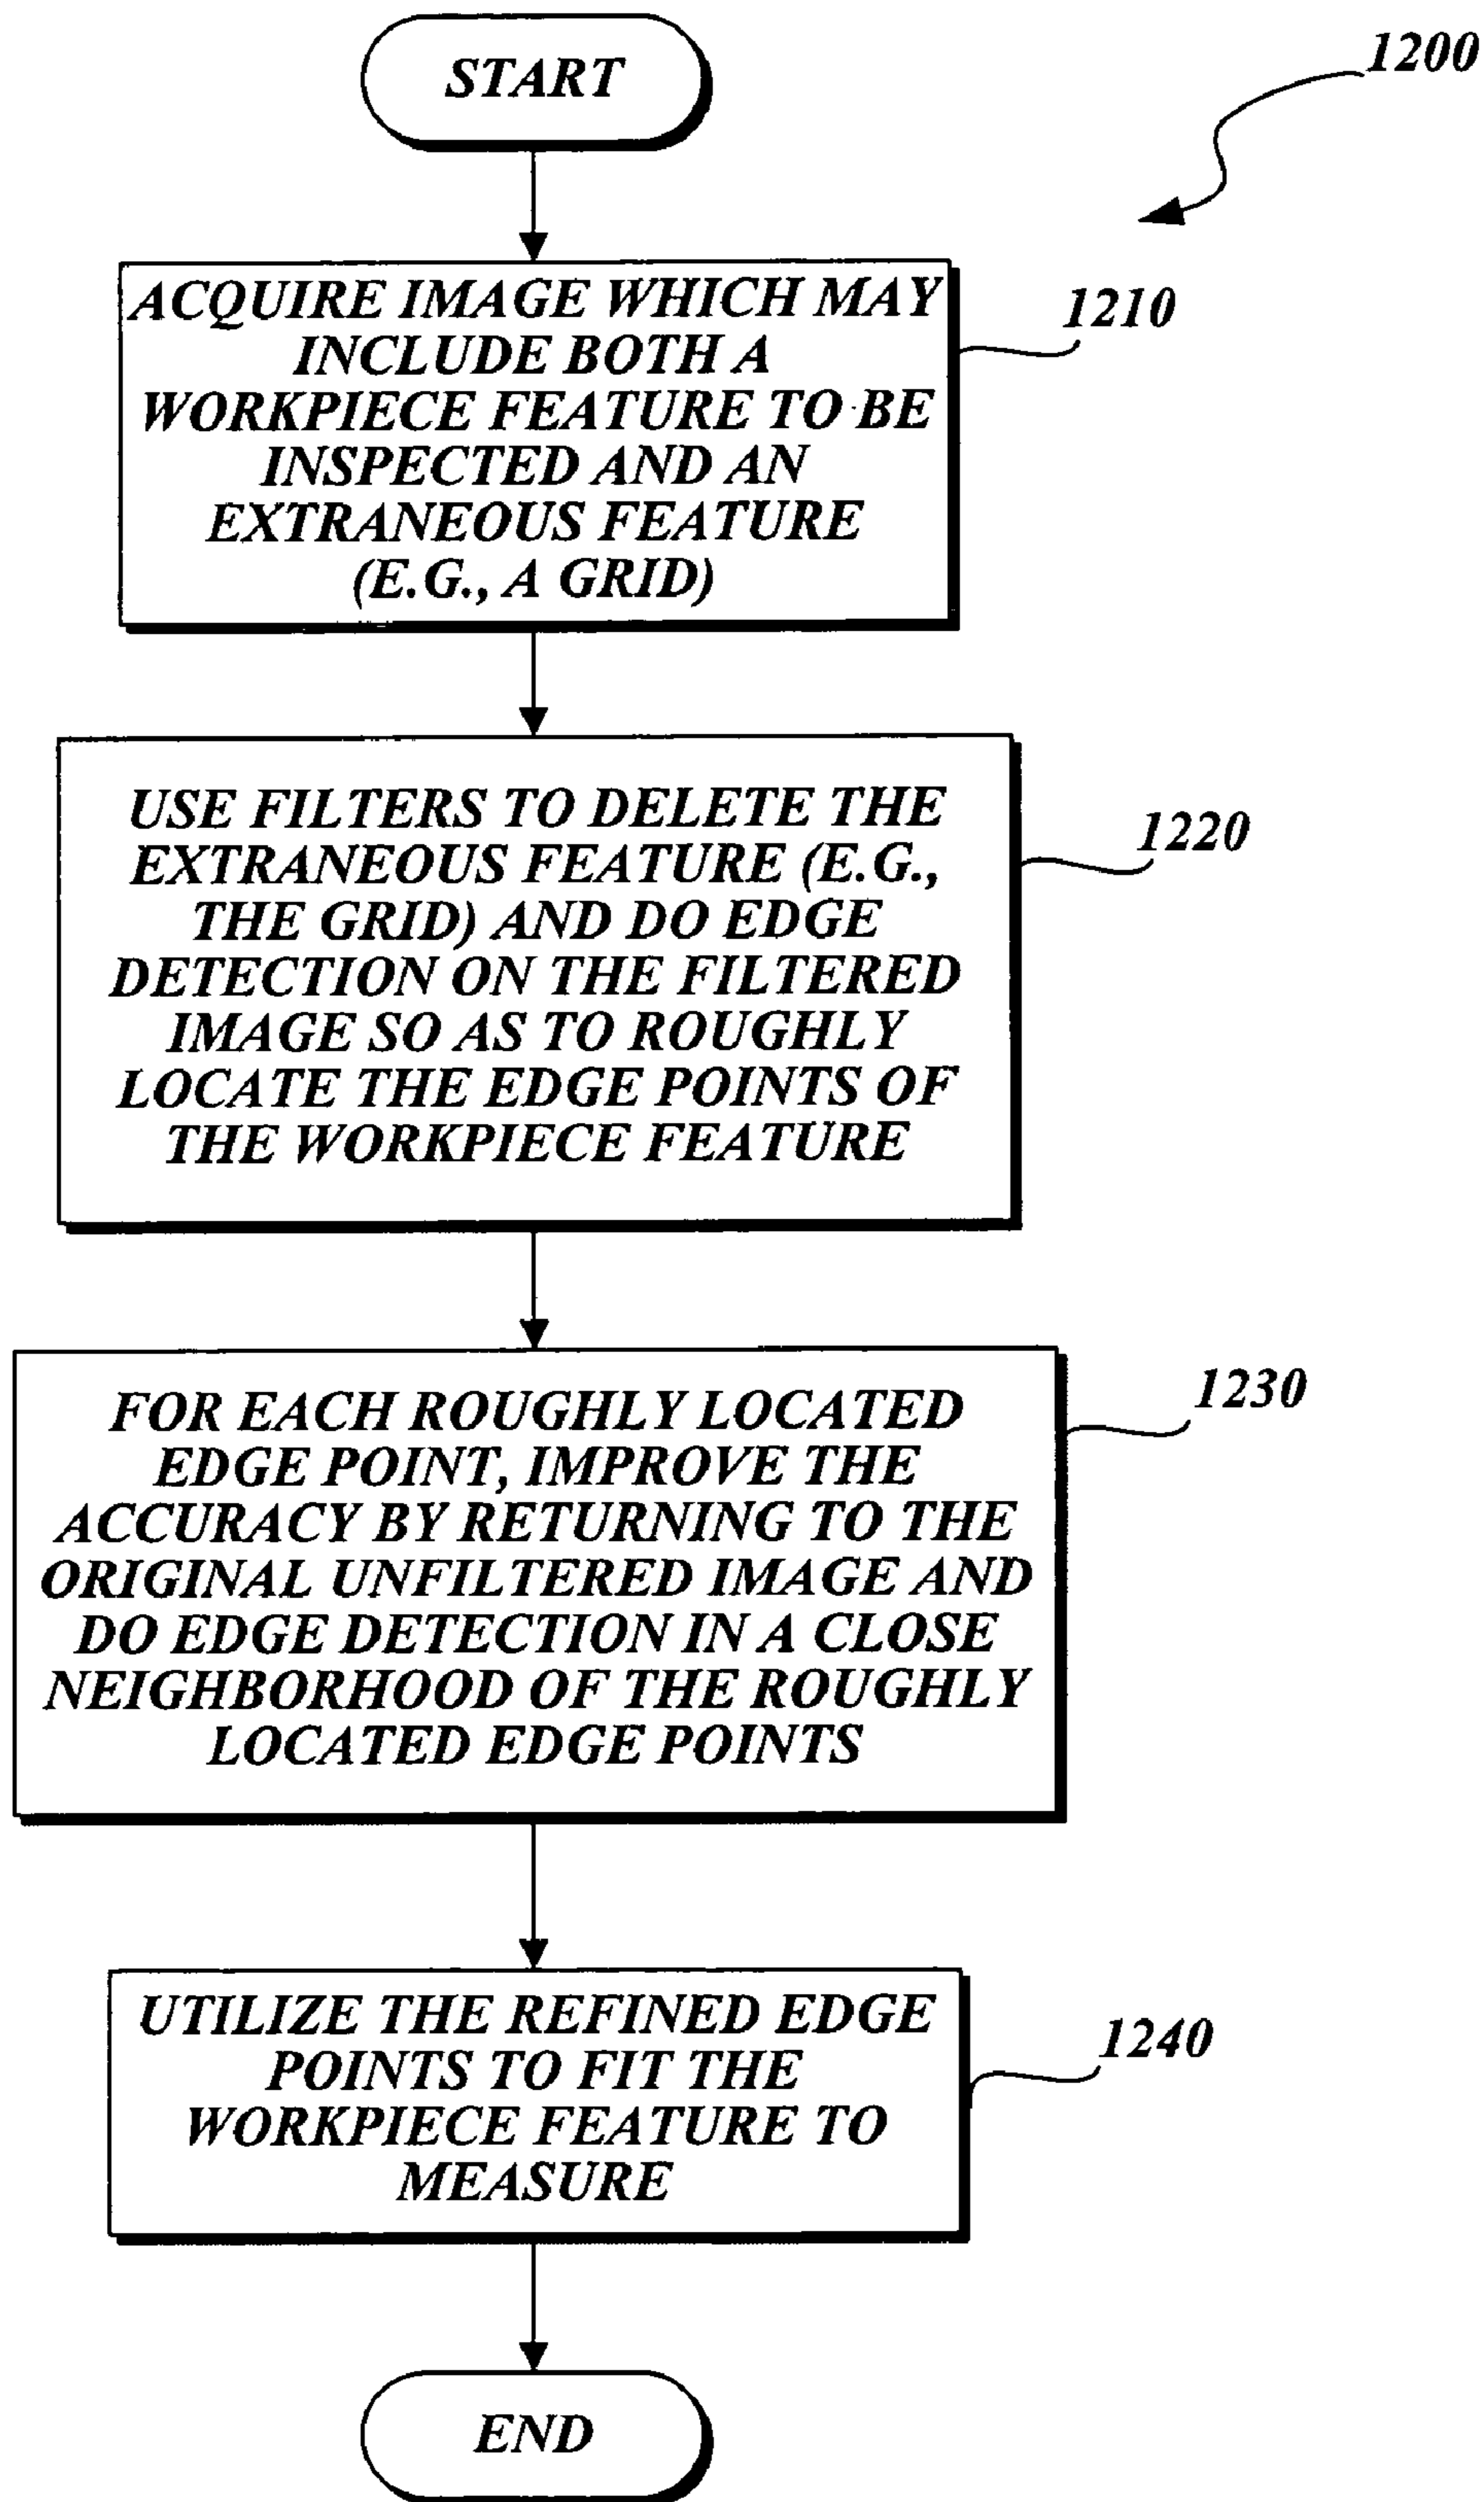 START
1200
ACQUIRE IMAGE WHICH MAY
INCLUDE BOTH A
WORKPIECE FEATURE TO BE
INSPECTED AND AN
EXTRANEOUS FEATURE
(E.G., A GRID)
1210
USE FILTERS TO DELETE THE
EXTRANEOUS FEATURE (E.G.,
THE GRID) AND DO EDGE
DETECTION ON THE FILTERED
IMAGE SO AS TO ROUGHLY
LOCATE THE EDGE POINTS OF
THE WORKPIECE FEATURE
1220
FOR EACH ROUGHLY LOCATED
EDGE POINT, IMPROVE THE
ACCURACY BY RETURNING TO THE
ORIGINAL UNFILTERED IMAGE AND
DO EDGE DETECTION IN A CLOSE
NEIGHBORHOOD OF THE ROUGHLY
LOCATED EDGE POINTS
1230
UTILIZE THE REFINED EDGE
POINTS TO FIT THE
WORKPIECE FEATURE TO
MEASURE
1240
END